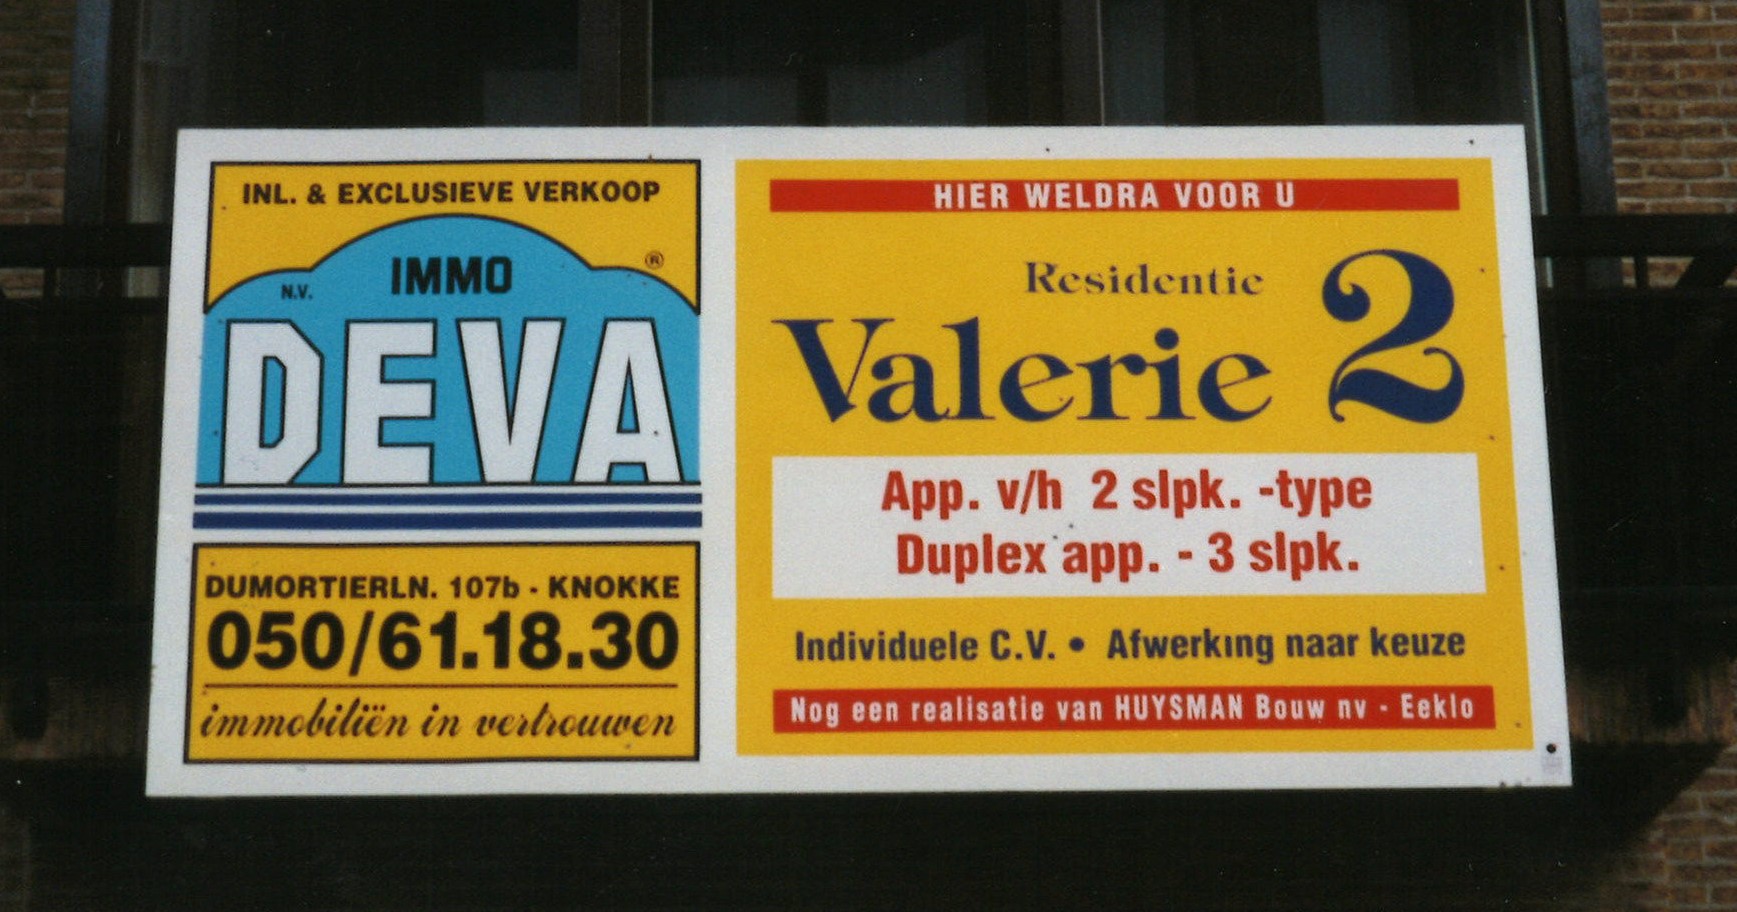 INL. & EXCLUSIEVE VERKOOP
IMMO
®
N.V.
DEVA
DUMORTIERLN. 107b - KNOKKE
050/61.18.30
immobiliën in vertrouwen
HIER WELDRA VOOR U
Residentie
Valerie 2
App. v/h 2 slpk. -type
Duplex app. - 3 slpk.
Individuele C.V. • Afwerking naar keuze
Nog een realisatie van HUYSMAN Bouw nv - Eeklo